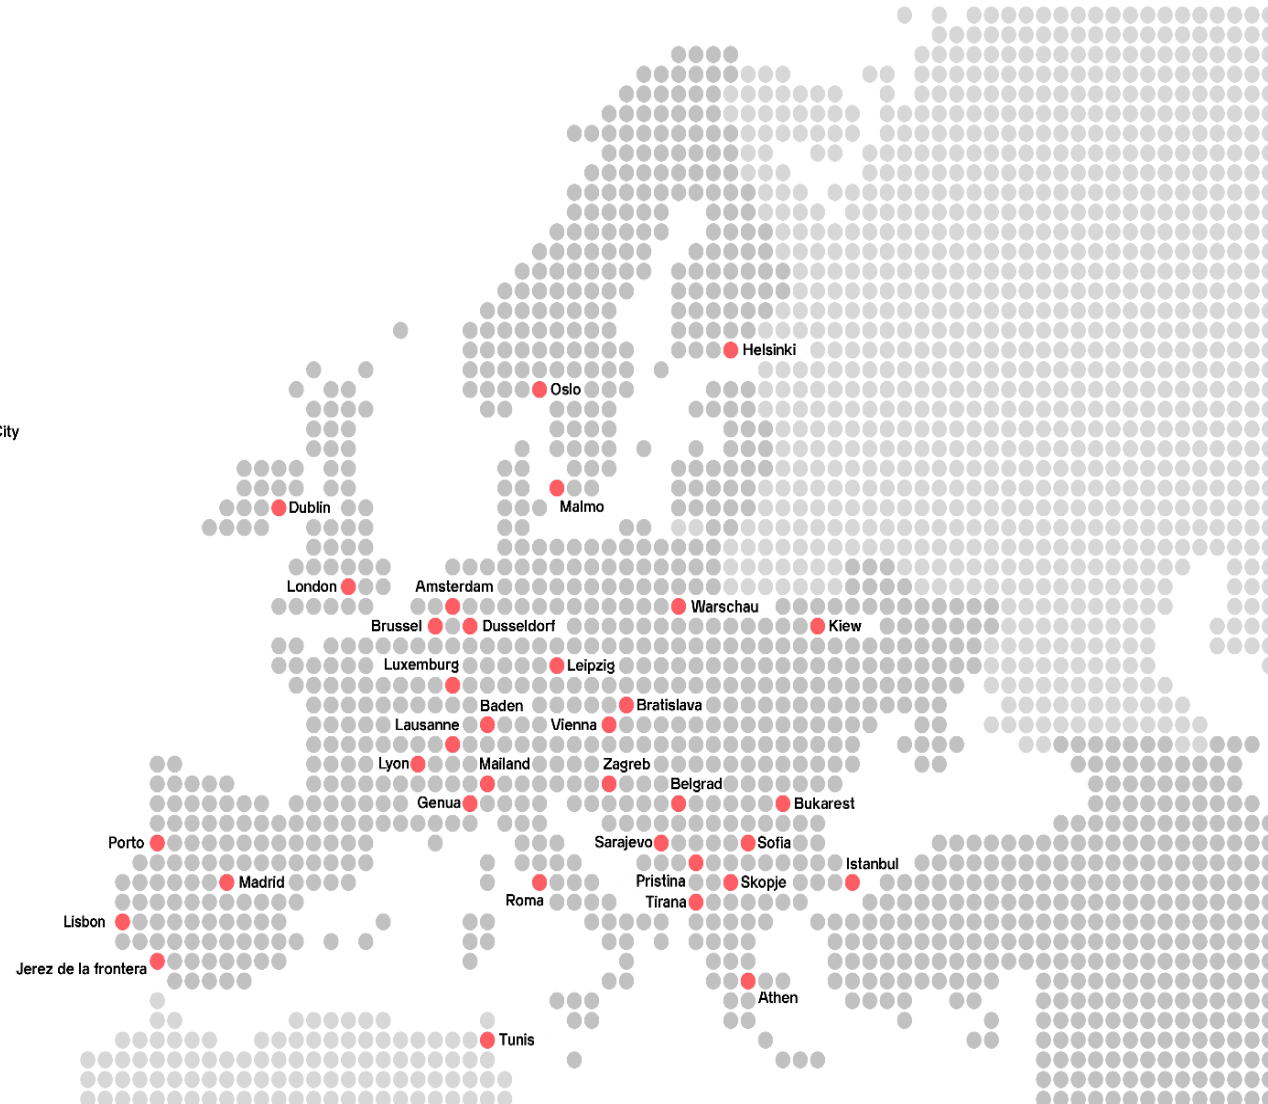 Helsinki
Oslo
City
Dublin
Malmo
London
Amsterdam
Warschau
Brussel
Dusseldorf
Kiew
Luxemburg
Leipzig
Baden
Bratislava
Lausanne
Vienna
Lyon
Mailand
Zagreb
Belgrad
Genua
Bukarest
Porto
Sarajevo
Sofia
Istanbul
Madrid
Pristina
Skopje
Roma
Tirana
Lisbon
Jerez de la frontera
Athen
Tunis